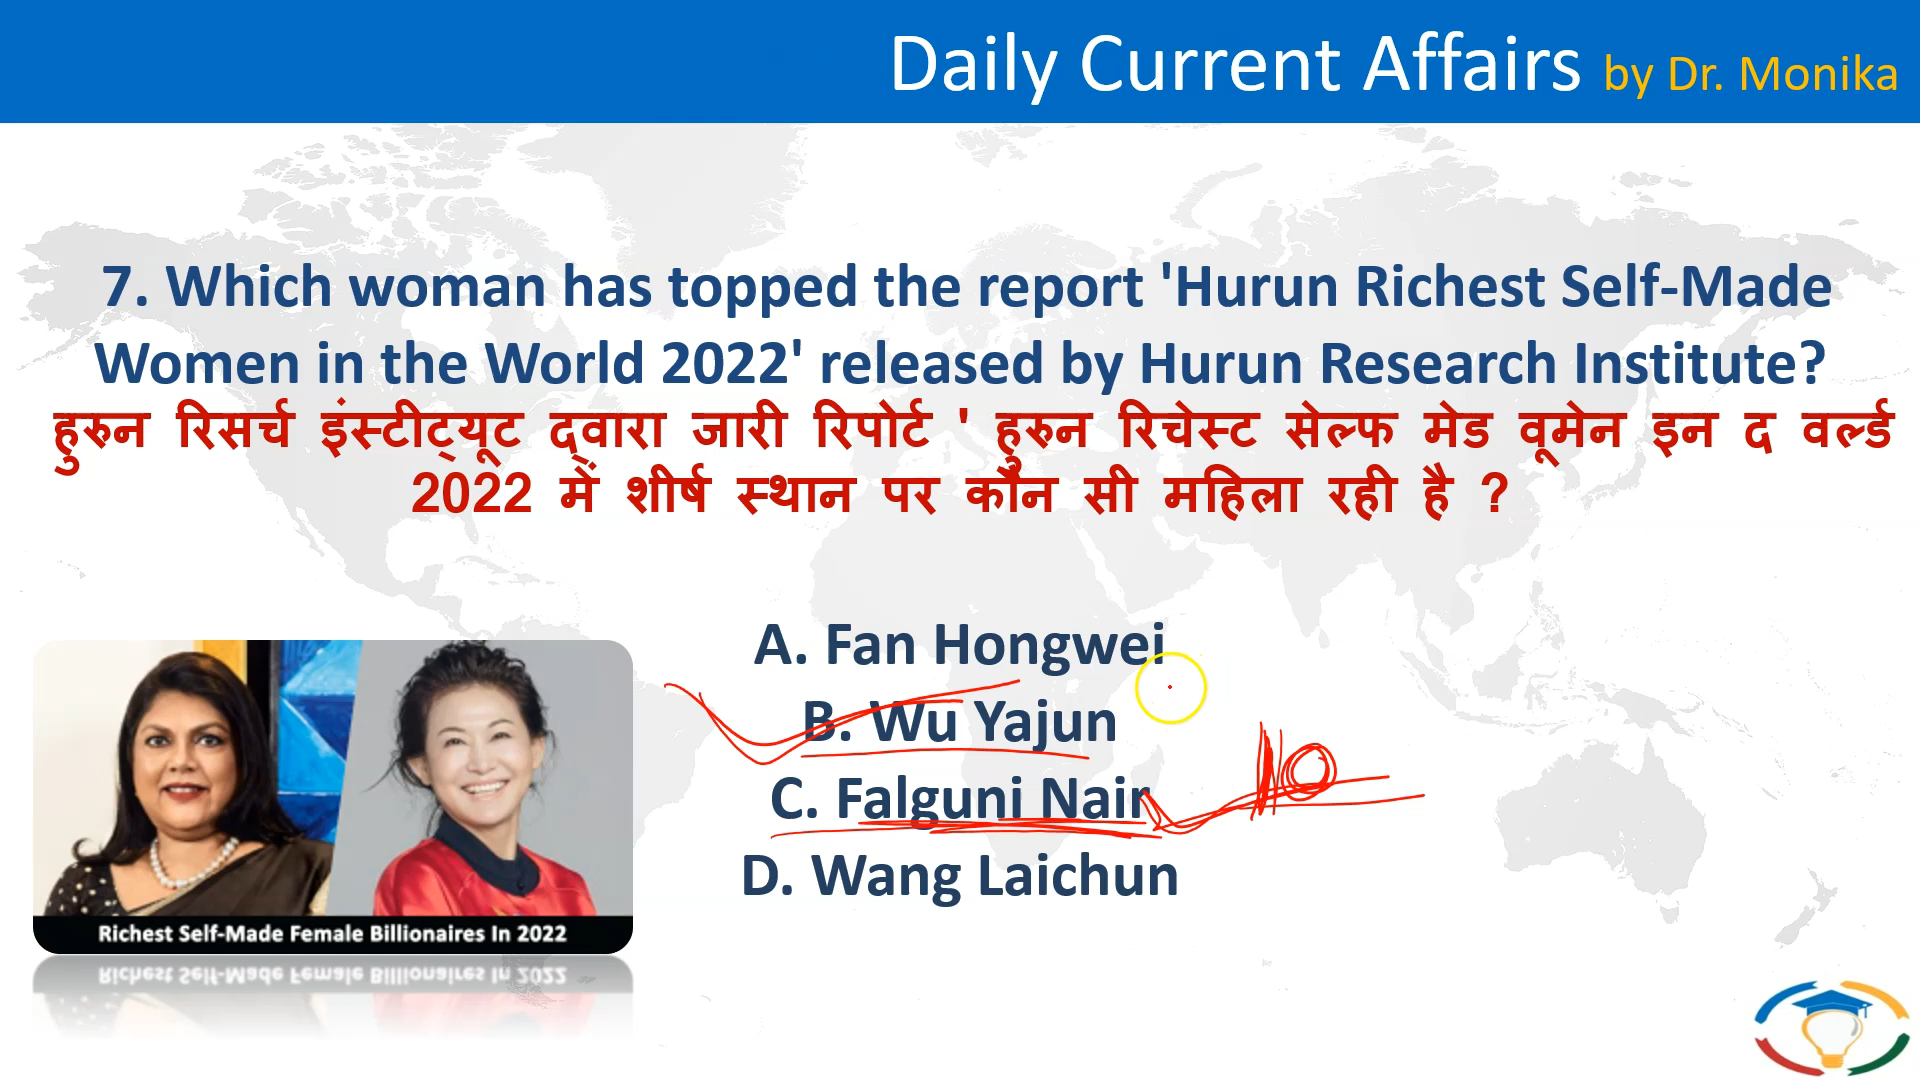 Daily Current Affairs by Dr. Monika
7. Which woman has topped the report 'Hurun Richest Self-Made
Women in the World 2022' released by Hurun Research Institute?
हुरुन रिसर्च इंस्टीट्यूट द्वारा जारी रिपोर्ट ' हुरुन रिचेस्ट सेल्फ मेड वूमेन इन द वर्ल्ड
2022 में शीर्ष स्थान पर कौन सी महिला रही है ?
A. Fan Hongwei
B. Wu Yajun
C. Falguni Nair
10
D. Wang Laichun
Richest Self-Made Female Billionaires In 2022